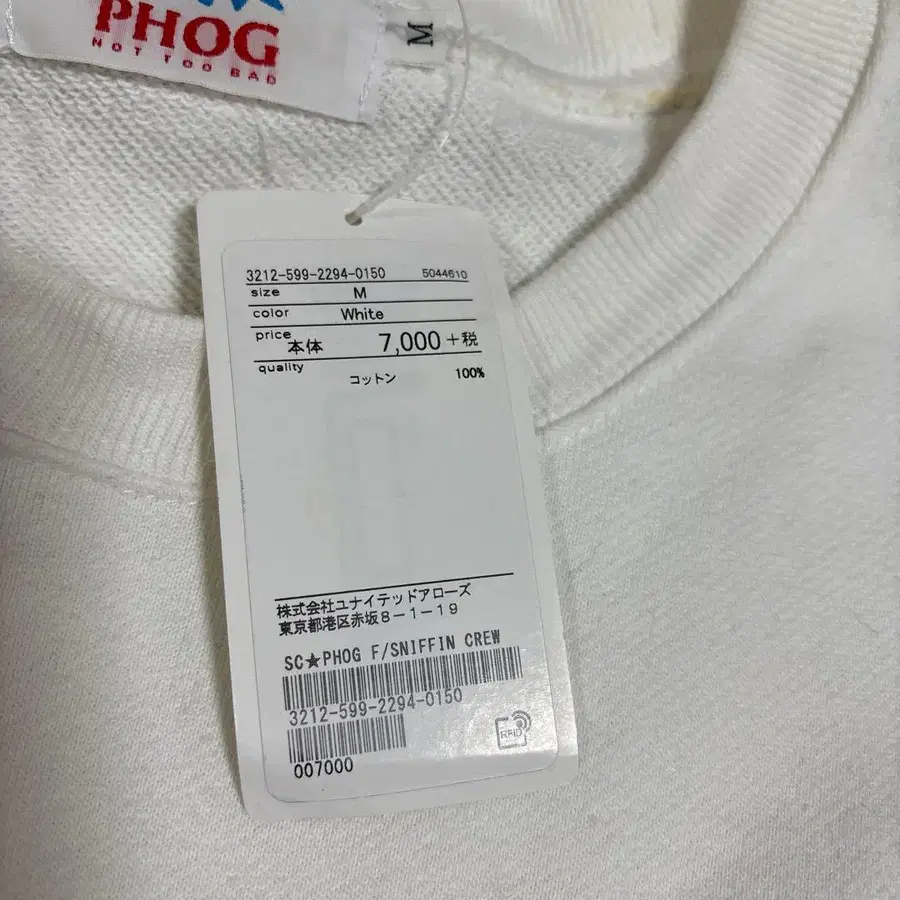 PHOG
NOT TOO BAD
M
3212-599-2294-0150 5044610
size M
color White
price 本体 7,000+税
quality
コットン 100%
株式会社ユナイテッドアローズ
東京都港区赤坂8-1-19
SC★PHOG F/SNIFFIN CREW
3212-599-2294-0150
RFID
007000